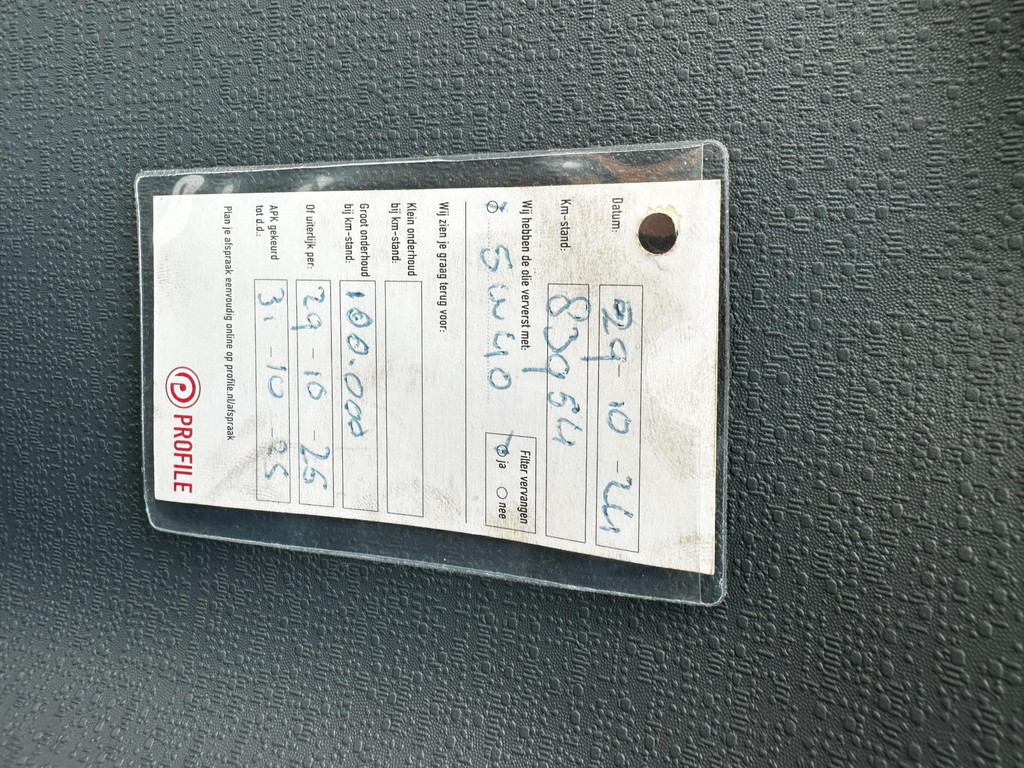 Datum: 29-10-24
Km-stand: 83954
Wij hebben de olie ververst met: Filter vervangen
5w40 ja nee
Wij zien je graag terug voor:
Klein onderhoud
bij km-stand:
Groot onderhoud
bij km-stand: 100.000
Of uiterlijk per: 29-10-25
APK gekeurd
tot d.d.: 31-10-25
Plan je afspraak eenvoudig online op profile.nl/afspraak
PROFILE